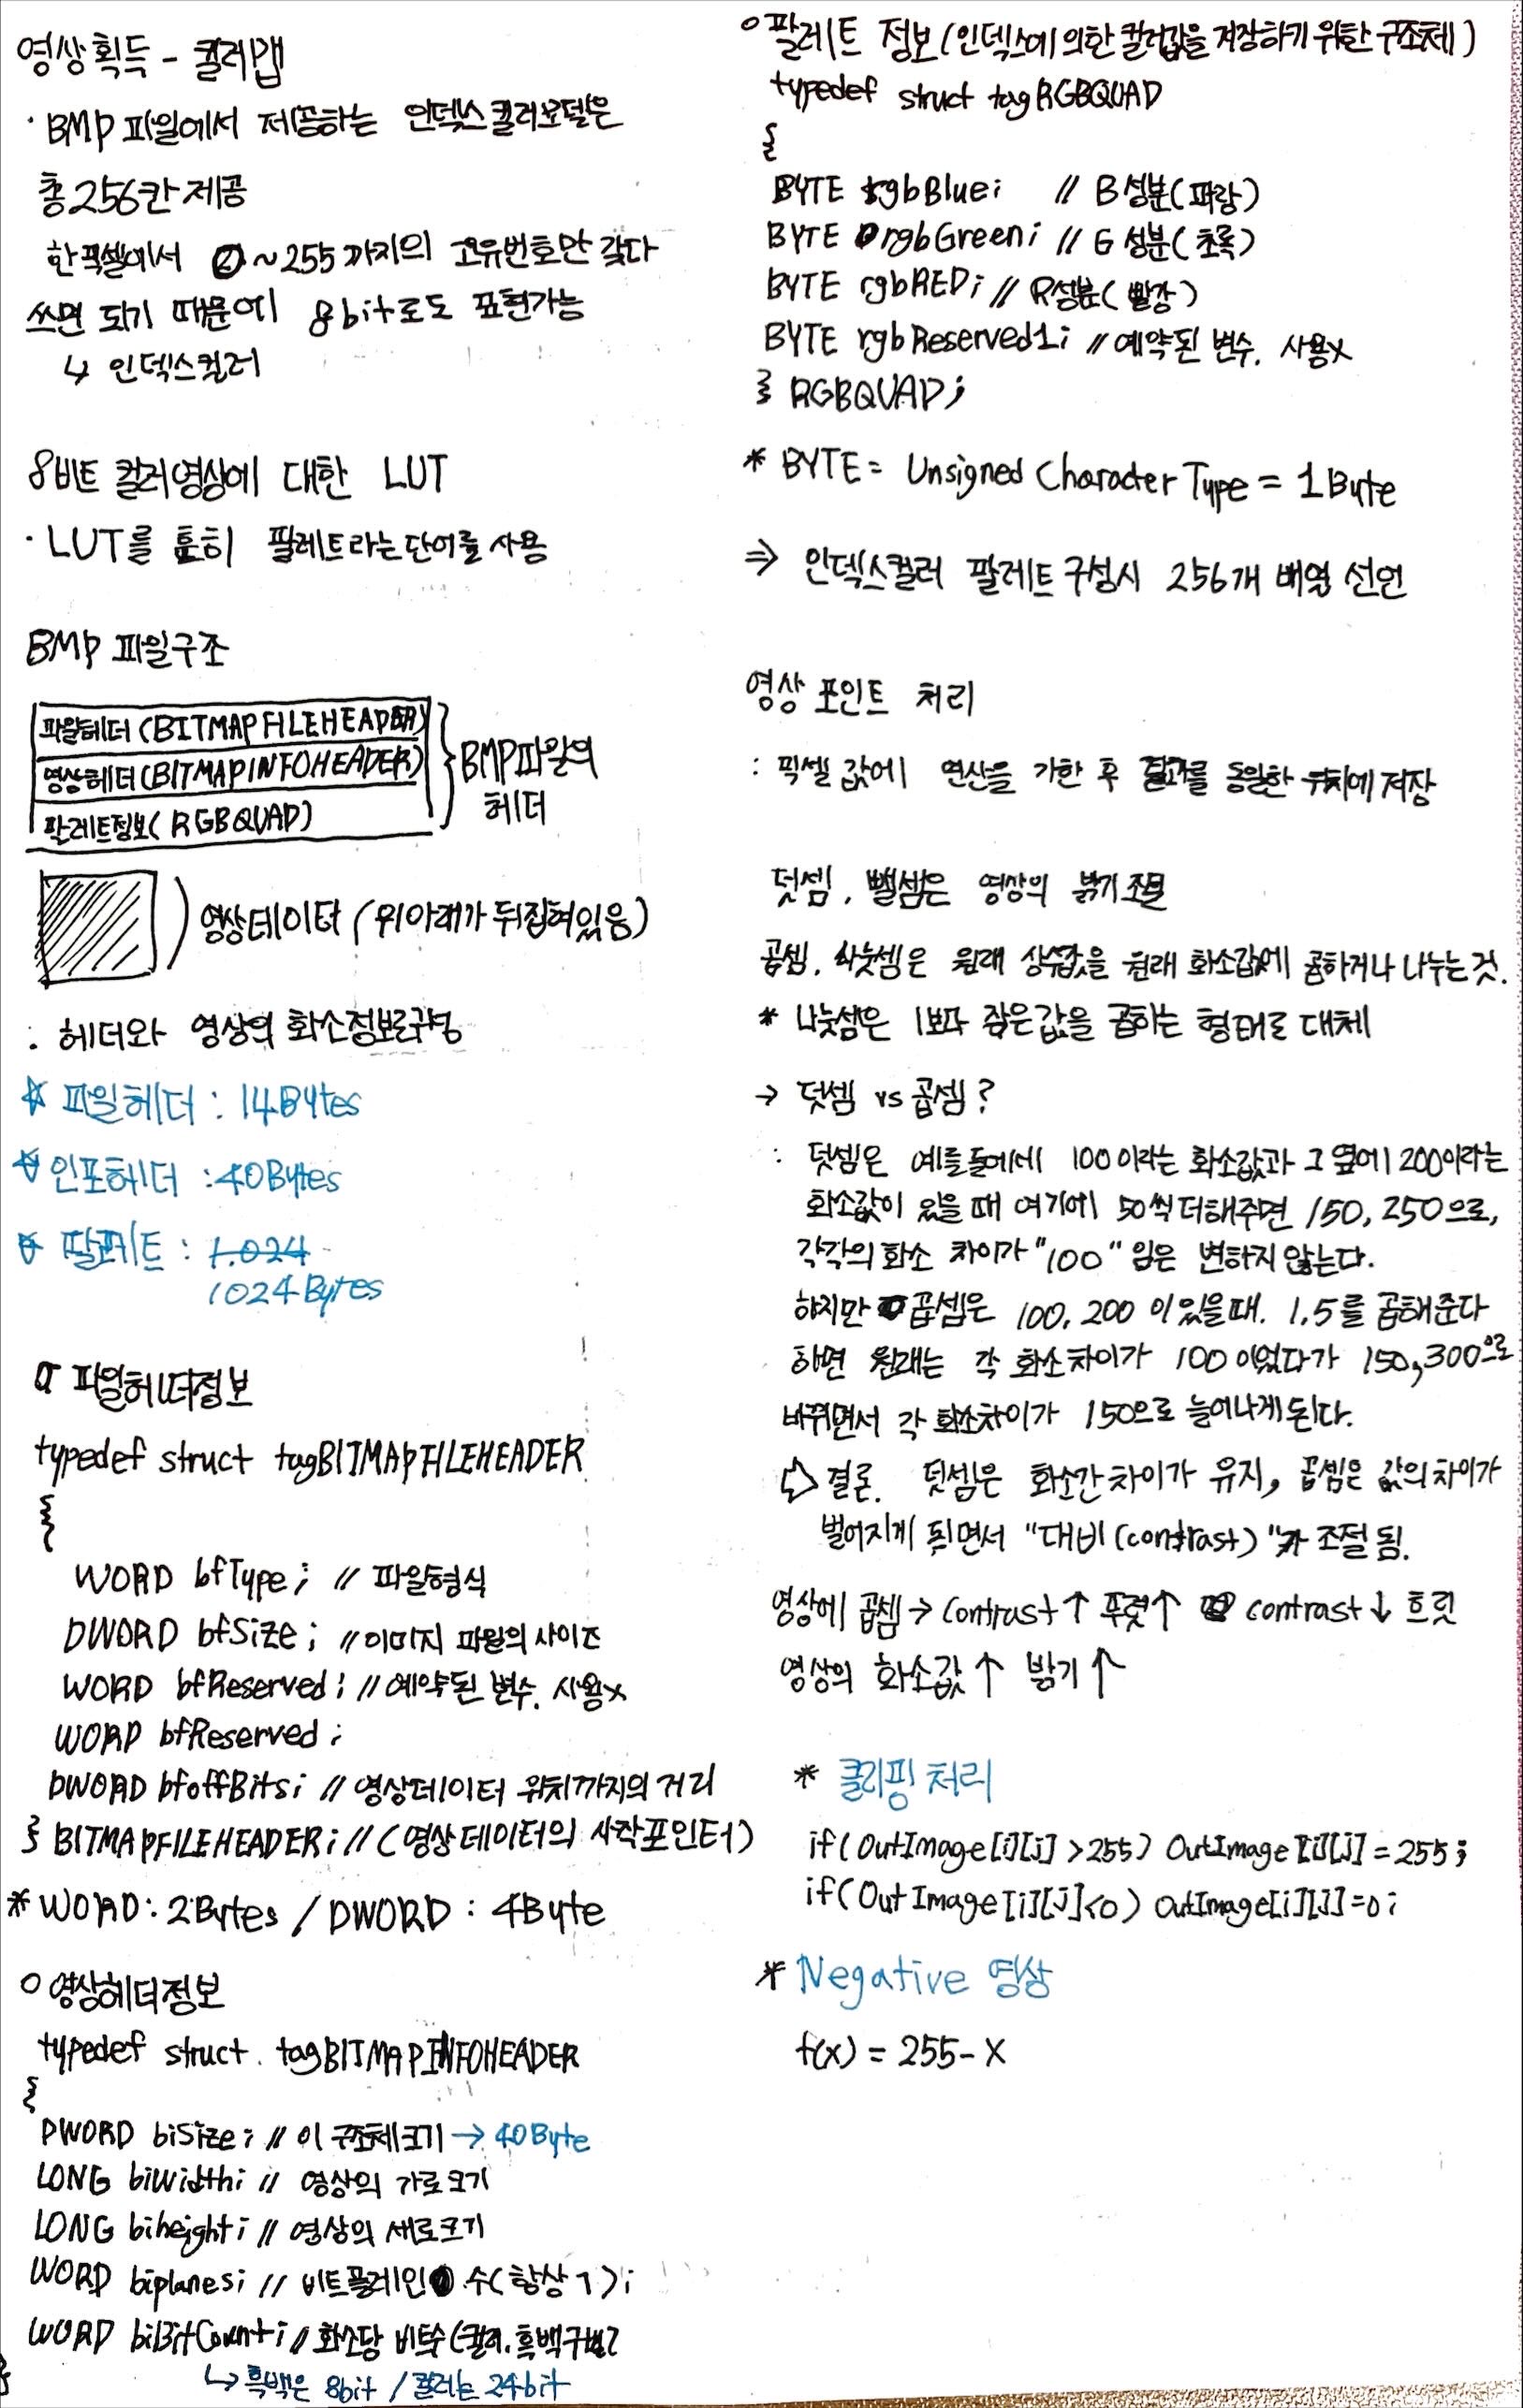 영상획득 - 컬러맵
· BMP 파일에서 제공하는 인덱스컬러모델은
총 256칸 제공
한픽셀에서 0~255까지의 고유번호만 갖다
쓰면 되기 때문에 8bit로도 표현가능
↳ 인덱스컬러
8비트 컬러영상에 대한 LUT
· LUT를 흔히 팔레트라는 단어를 사용
BMP 파일구조
파일헤더 (BITMAPFILEHEADER)
영상헤더 (BITMAPINFOHEADER)
팔레트정보 (RGBQUAD)
BMP파일의
헤더
영상데이터 (위아래가 뒤집혀있음)
: 헤더와 영상의 화소정보로구성
☆ 파일헤더 : 14Bytes
☆ 인포헤더 : 40Bytes
☆ 팔레트 : 1.024
1024Bytes
파일헤더정보
typedef struct tagBITMAPFILEHEADER
{
WORD bfType; // 파일형식
DWORD bfSize; // 이미지 파일의 사이즈
WORD bfReserved; // 예약된 변수. 사용x
WORD bfReserved;
DWORD bfoffBits; // 영상데이터 위치까지의 거리
} BITMAPFILEHEADER; // (영상데이터의 시작포인터)
* WORD : 2Bytes / DWORD : 4Byte
○ 영상헤더정보
typedef struct. tagBITMAPINFOHEADER
{
DWORD biSize; // 이 구조체크기 → 40Byte
LONG biwidth; // 영상의 가로크기
LONG biheight; // 영상의 세로크기
WORD biplanes; // 비트플레인 수(항상 1);
WORD biBitCount; // 화소당 비트수 (컬러, 흑백구별)
↳ 흑백은 8bit / 컬러는 24bit
}
○ 팔레트 정보 (인덱스에 의한 컬러값을 저장하기 위한 구조체)
typedef struct tagRGBQUAD
{
BYTE rgbBlue; // B성분(파랑)
BYTE rgbGreen; // G성분(초록)
BYTE rgbRED; // R성분(빨강)
BYTE rgbReserved1; // 예약된 변수. 사용x
} RGBQUAD;
* BYTE = Unsigned Character Type = 1Byte
⇒ 인덱스컬러 팔레트 구성시 256개 배열 선언
영상 포인트 처리
: 픽셀 값에 연산을 가한 후 결과를 동일한 위치에 저장
덧셈, 뺄셈은 영상의 밝기 조절
곱셈, 나눗셈은 원래 상수값을 원래 화소값에 곱하거나 나누는 것.
* 나눗셈은 1보다 작은값을 곱하는 형태로 대체
→ 덧셈 vs 곱셈?
: 덧셈은 예를들에서 100이라는 화소값과 그 옆에 200이라는
화소값이 있을 때 여기에 50씩 더해주면 150, 250으로,
각각의 화소 차이가 "100" 임은 변하지 않는다.
하지만 곱셈은 100, 200 이 있을때. 1.5를 곱해준다
하면 원래는 각 화소차이가 100이었다가 150, 300으로
바뀌면서 각 화소차이가 150으로 늘어나게된다.
⇨ 결론. 덧셈은 화소간 차이가 유지, 곱셈은 값의 차이가
벌어지게 되면서 "대비(contrast)"가 조절 됨.
영상에 곱셈 → contrast↑ 뚜렷↑ contrast↓ 흐릿
영상의 화소값↑ 밝기↑
* 클리핑 처리
if(OutImage[i][j] > 255) OutImage[i][j] = 255;
if(OutImage[i][j] < 0) OutImage[i][j] = 0;
* Negative 영상
f(x) = 255 - x